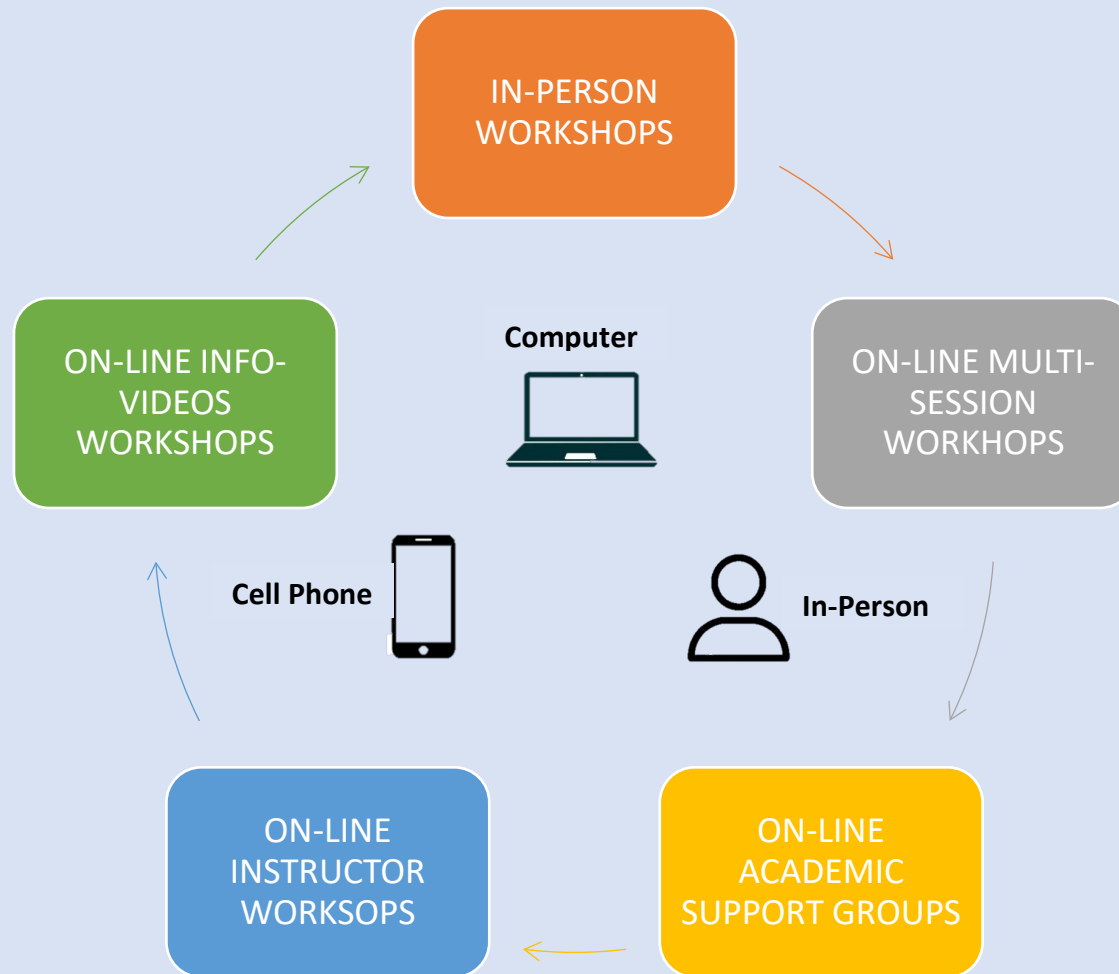 IN-PERSON
WORKSHOPS
ON-LINE INFO-
VIDEOS
WORKSHOPS
Computer
ON-LINE MULTI-
SESSION
WORKHOPS
Cell Phone
In-Person
ON-LINE
INSTRUCTOR
WORKSOPS
ON-LINE
ACADEMIC
SUPPORT GROUPS